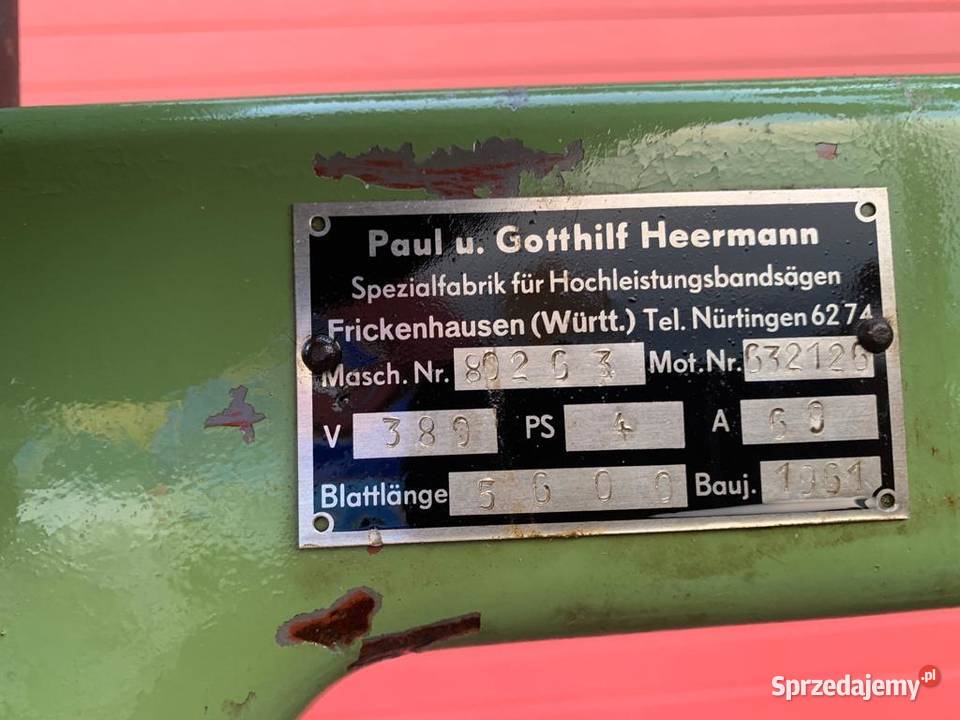 Paul u. Gotthilf Heermann
Spezialfabrik für Hochleistungsbandsägen
Frickenhausen (Württ.) Tel. Nürtingen 6274
Masch. Nr. 80263 Mot. Nr. 632126
V 380 PS 4 A 60
Blattlänge 5600 Bauj. 1961
Sprzedajemy.pl